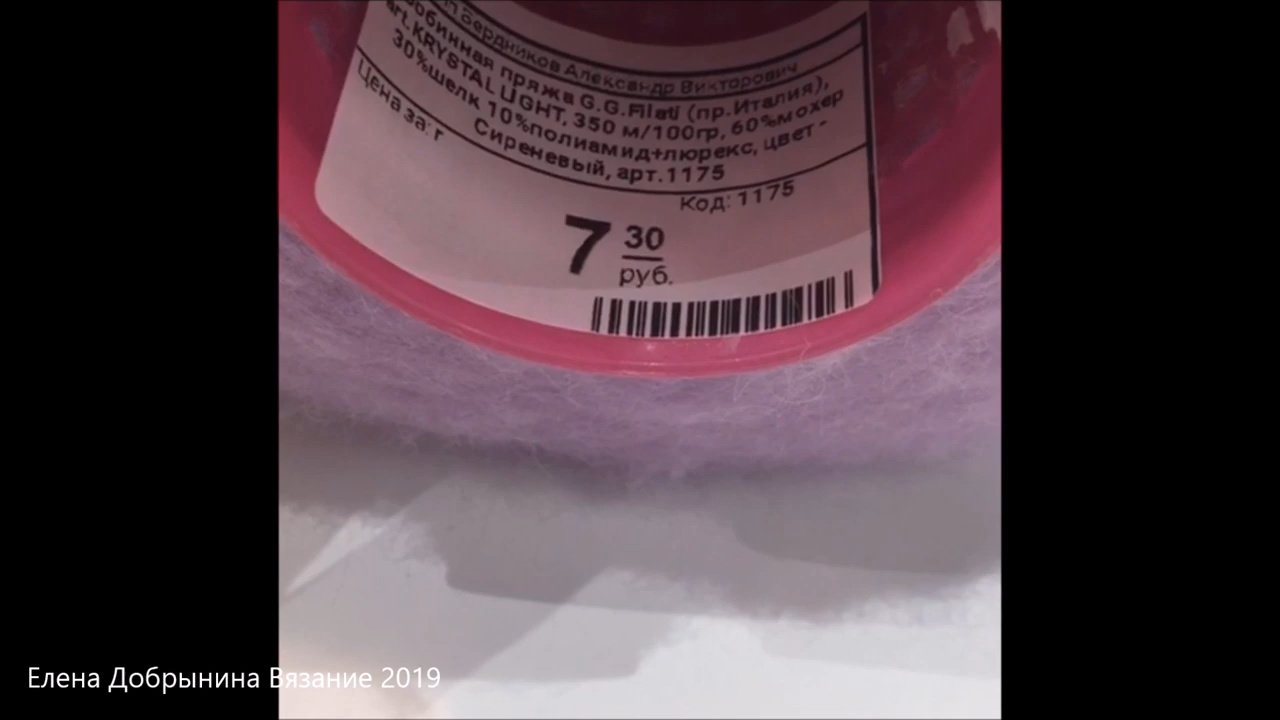 Бердников Александр Викторович
пряжа G.G.Filati (пр.Италия),
art. KRYSTAL LIGHT, 350 м/100гр, 60%мохер
30%шелк 10%полиамид+люрекс, цвет -
Сиреневый, арт.1175
Цена за: г
Код: 1175
7 30
руб.
Елена Добрынина Вязание 2019